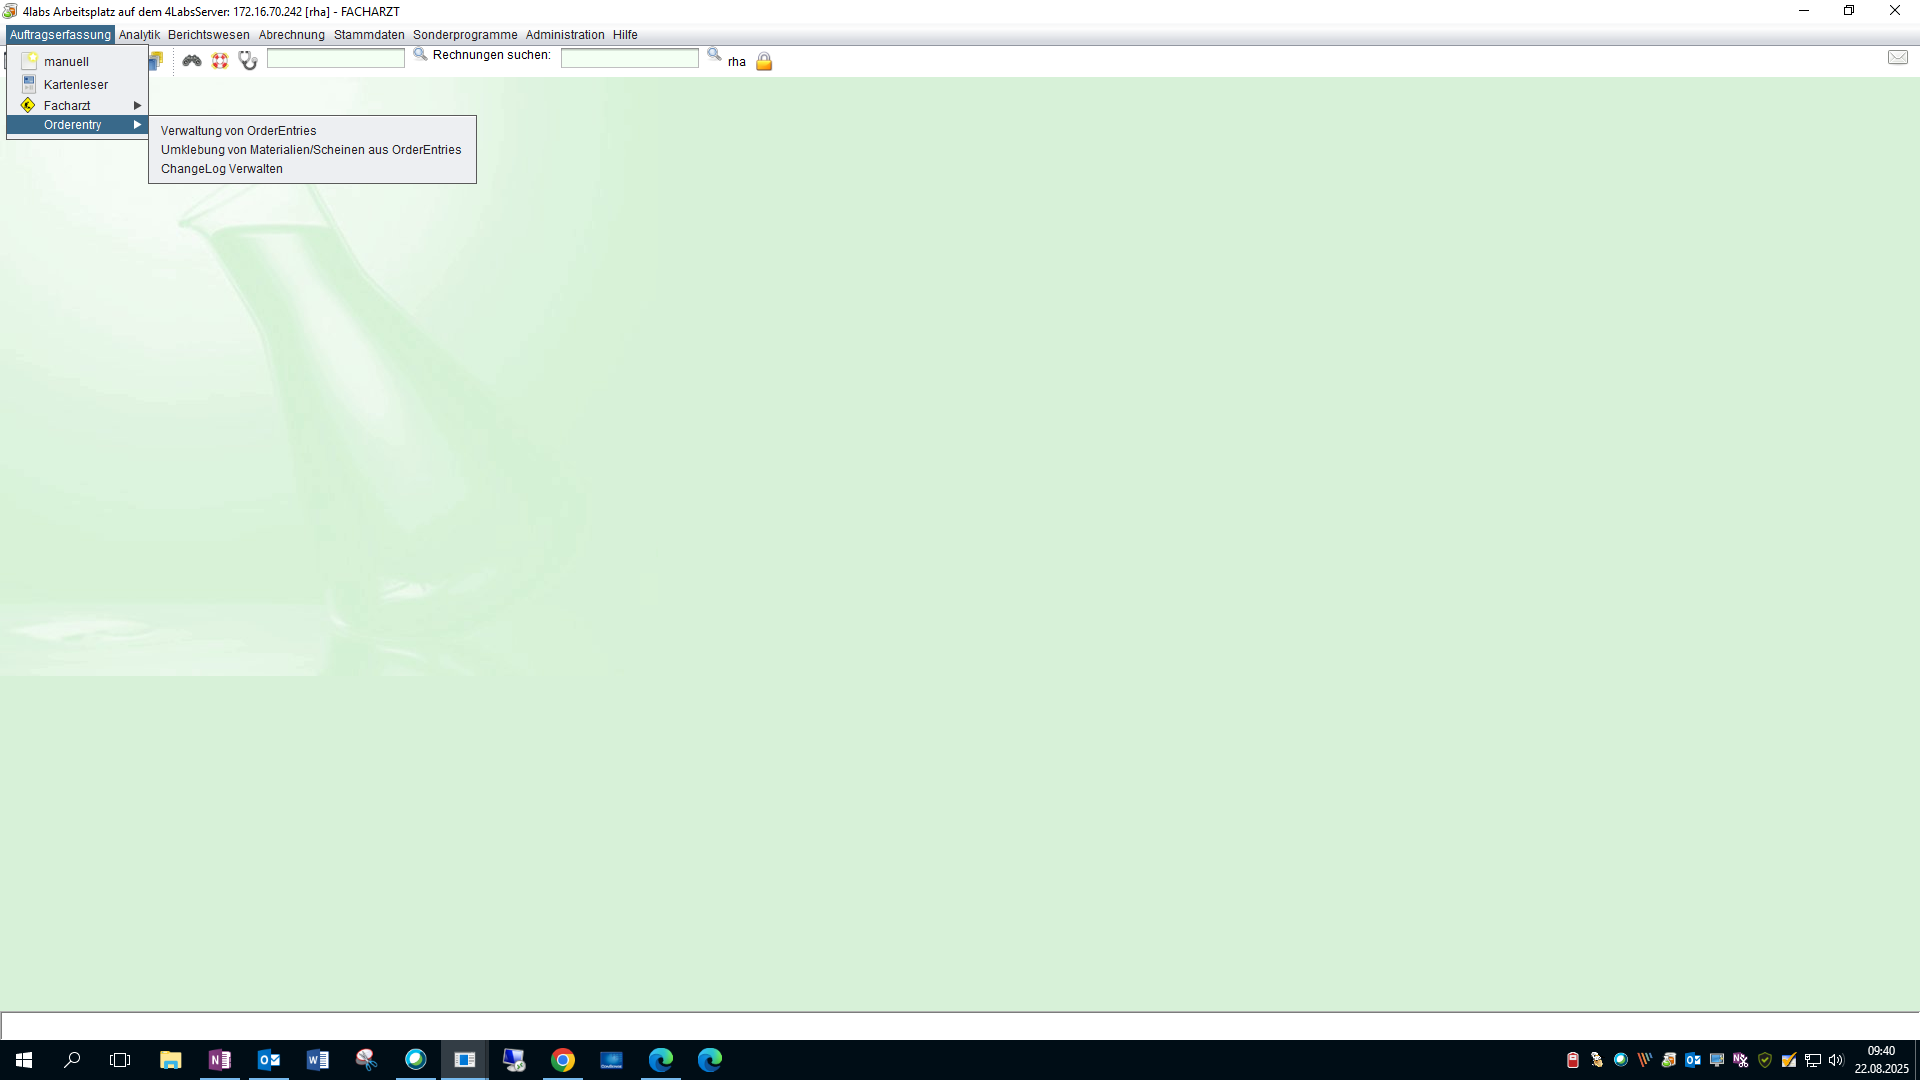 4labs Arbeitsplatz auf dem 4LabsServer: 172.16.70.242 [rha] - FACHARZT
Auftragserfassung Analytik Berichtswesen Abrechnung Stammdaten Sonderprogramme Administration Hilfe
Rechnungen suchen: rha
manuell
Kartenleser
Facharzt
Orderentry
Verwaltung von OrderEntries
Umklebung von Materialien/Scheinen aus OrderEntries
ChangeLog Verwalten
09:40
22.08.2025